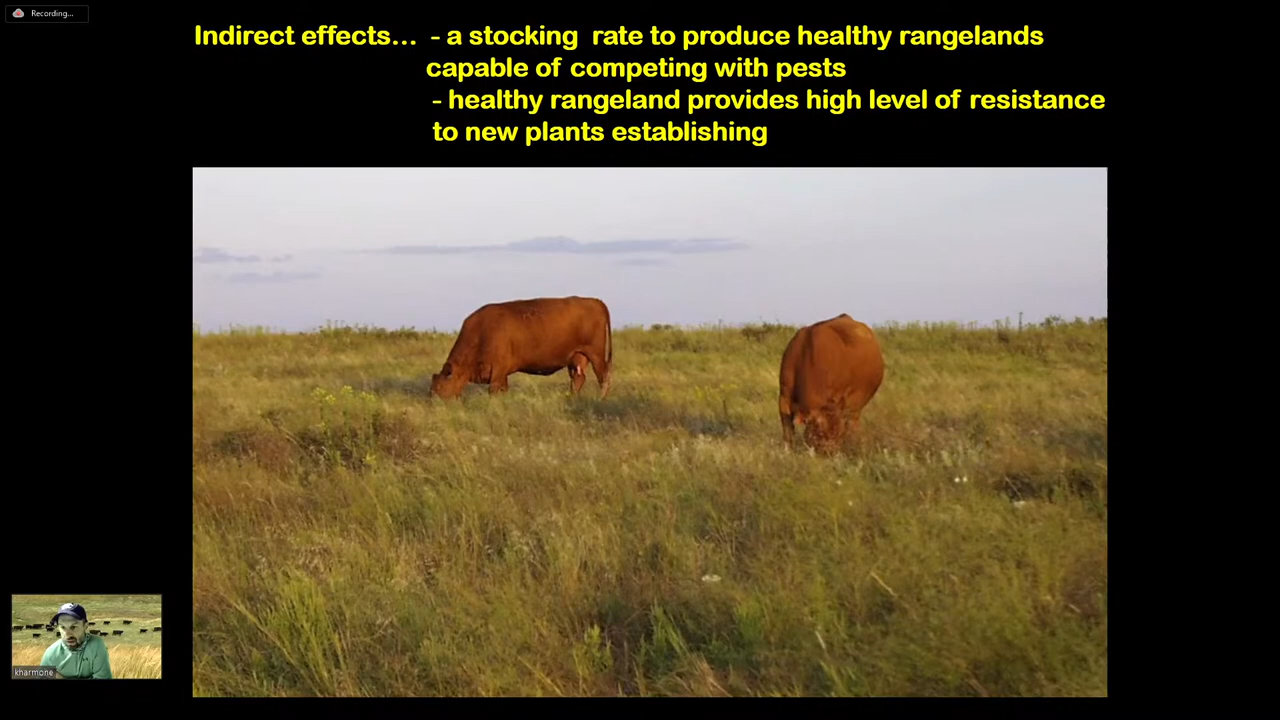 Recording...
Indirect effects... - a stocking rate to produce healthy rangelands
capable of competing with pests
- healthy rangeland provides high level of resistance
to new plants establishing
kharmone